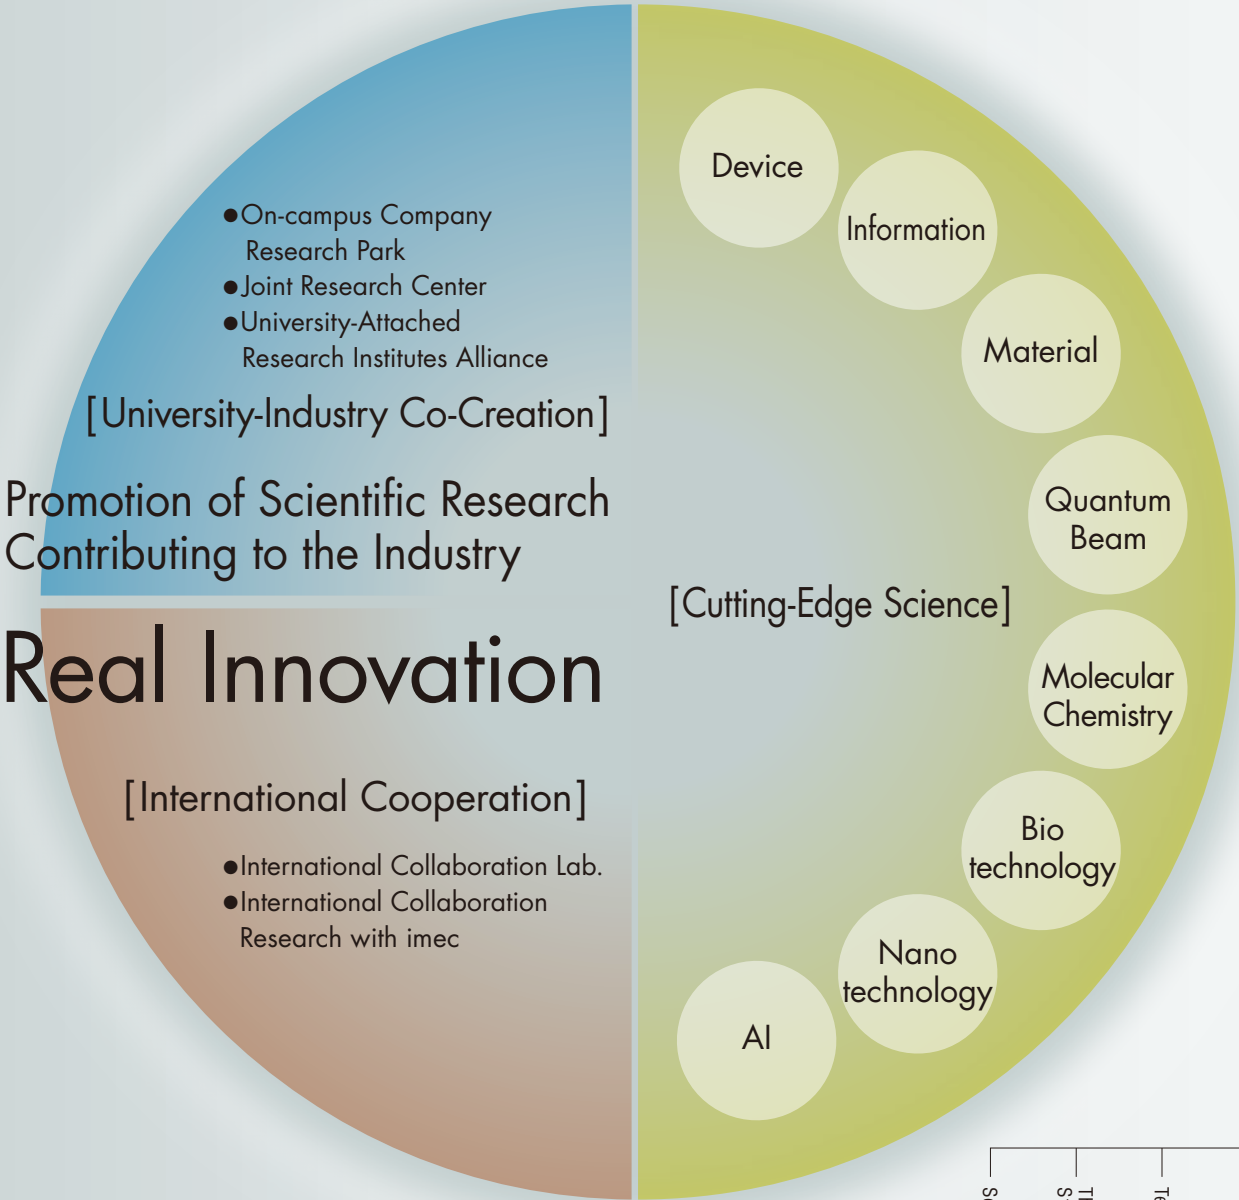 ●On-campus Company
Research Park
●Joint Research Center
●University-Attached
Research Institutes Alliance
[University-Industry Co-Creation]
Promotion of Scientific Research
Contributing to the Industry
Real Innovation
[International Cooperation]
●International Collaboration Lab.
●International Collaboration
Research with imec
[Cutting-Edge Science]
Device
Information
Material
Quantum
Beam
Molecular
Chemistry
Bio
technology
Nano
technology
AI